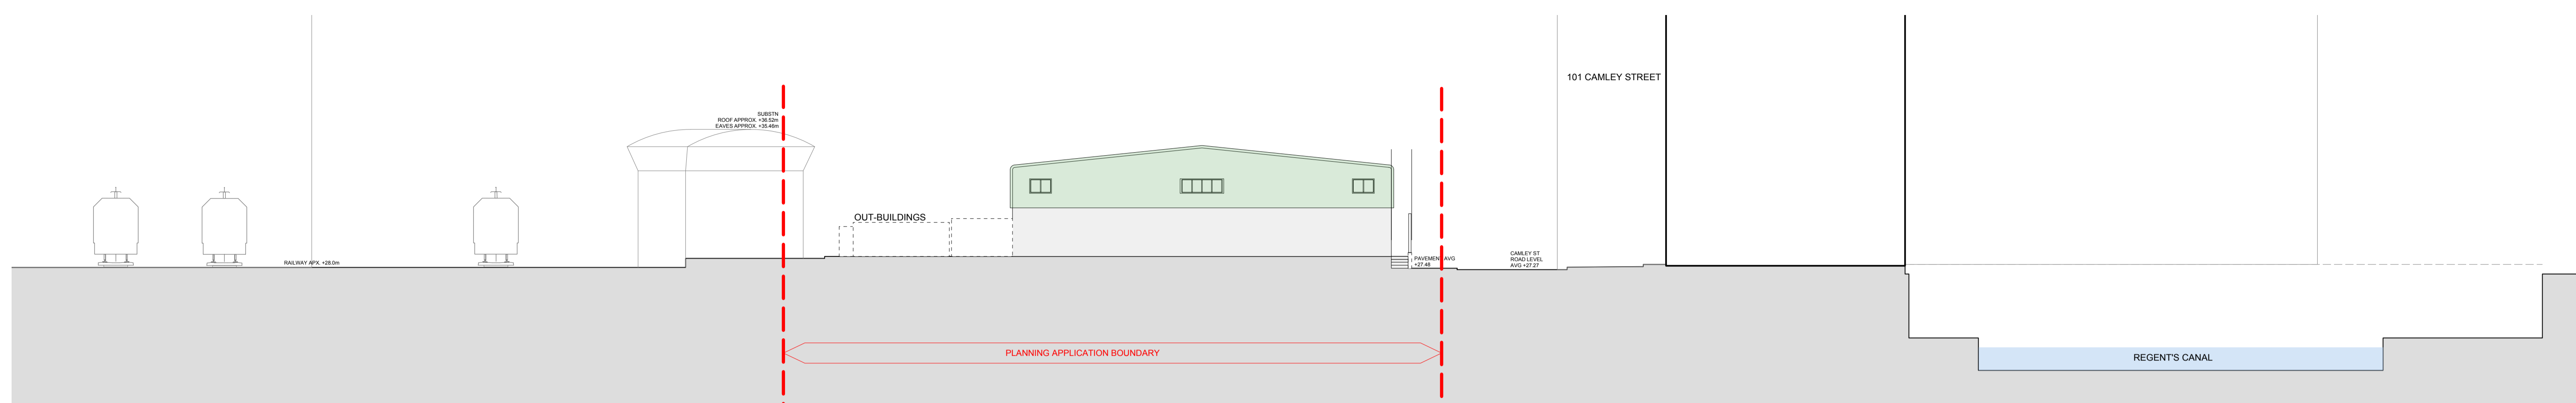 101 CAMLEY STREET
SUBSTN
ROOF APPROX. +36.52m
EAVES APPROX. +35.46m
OUT-BUILDINGS
RAILWAY APX. +28.0m
PAVEMENT AVG
+27.48
CAMLEY ST
ROAD LEVEL
AVG +27.27
PLANNING APPLICATION BOUNDARY
REGENT'S CANAL